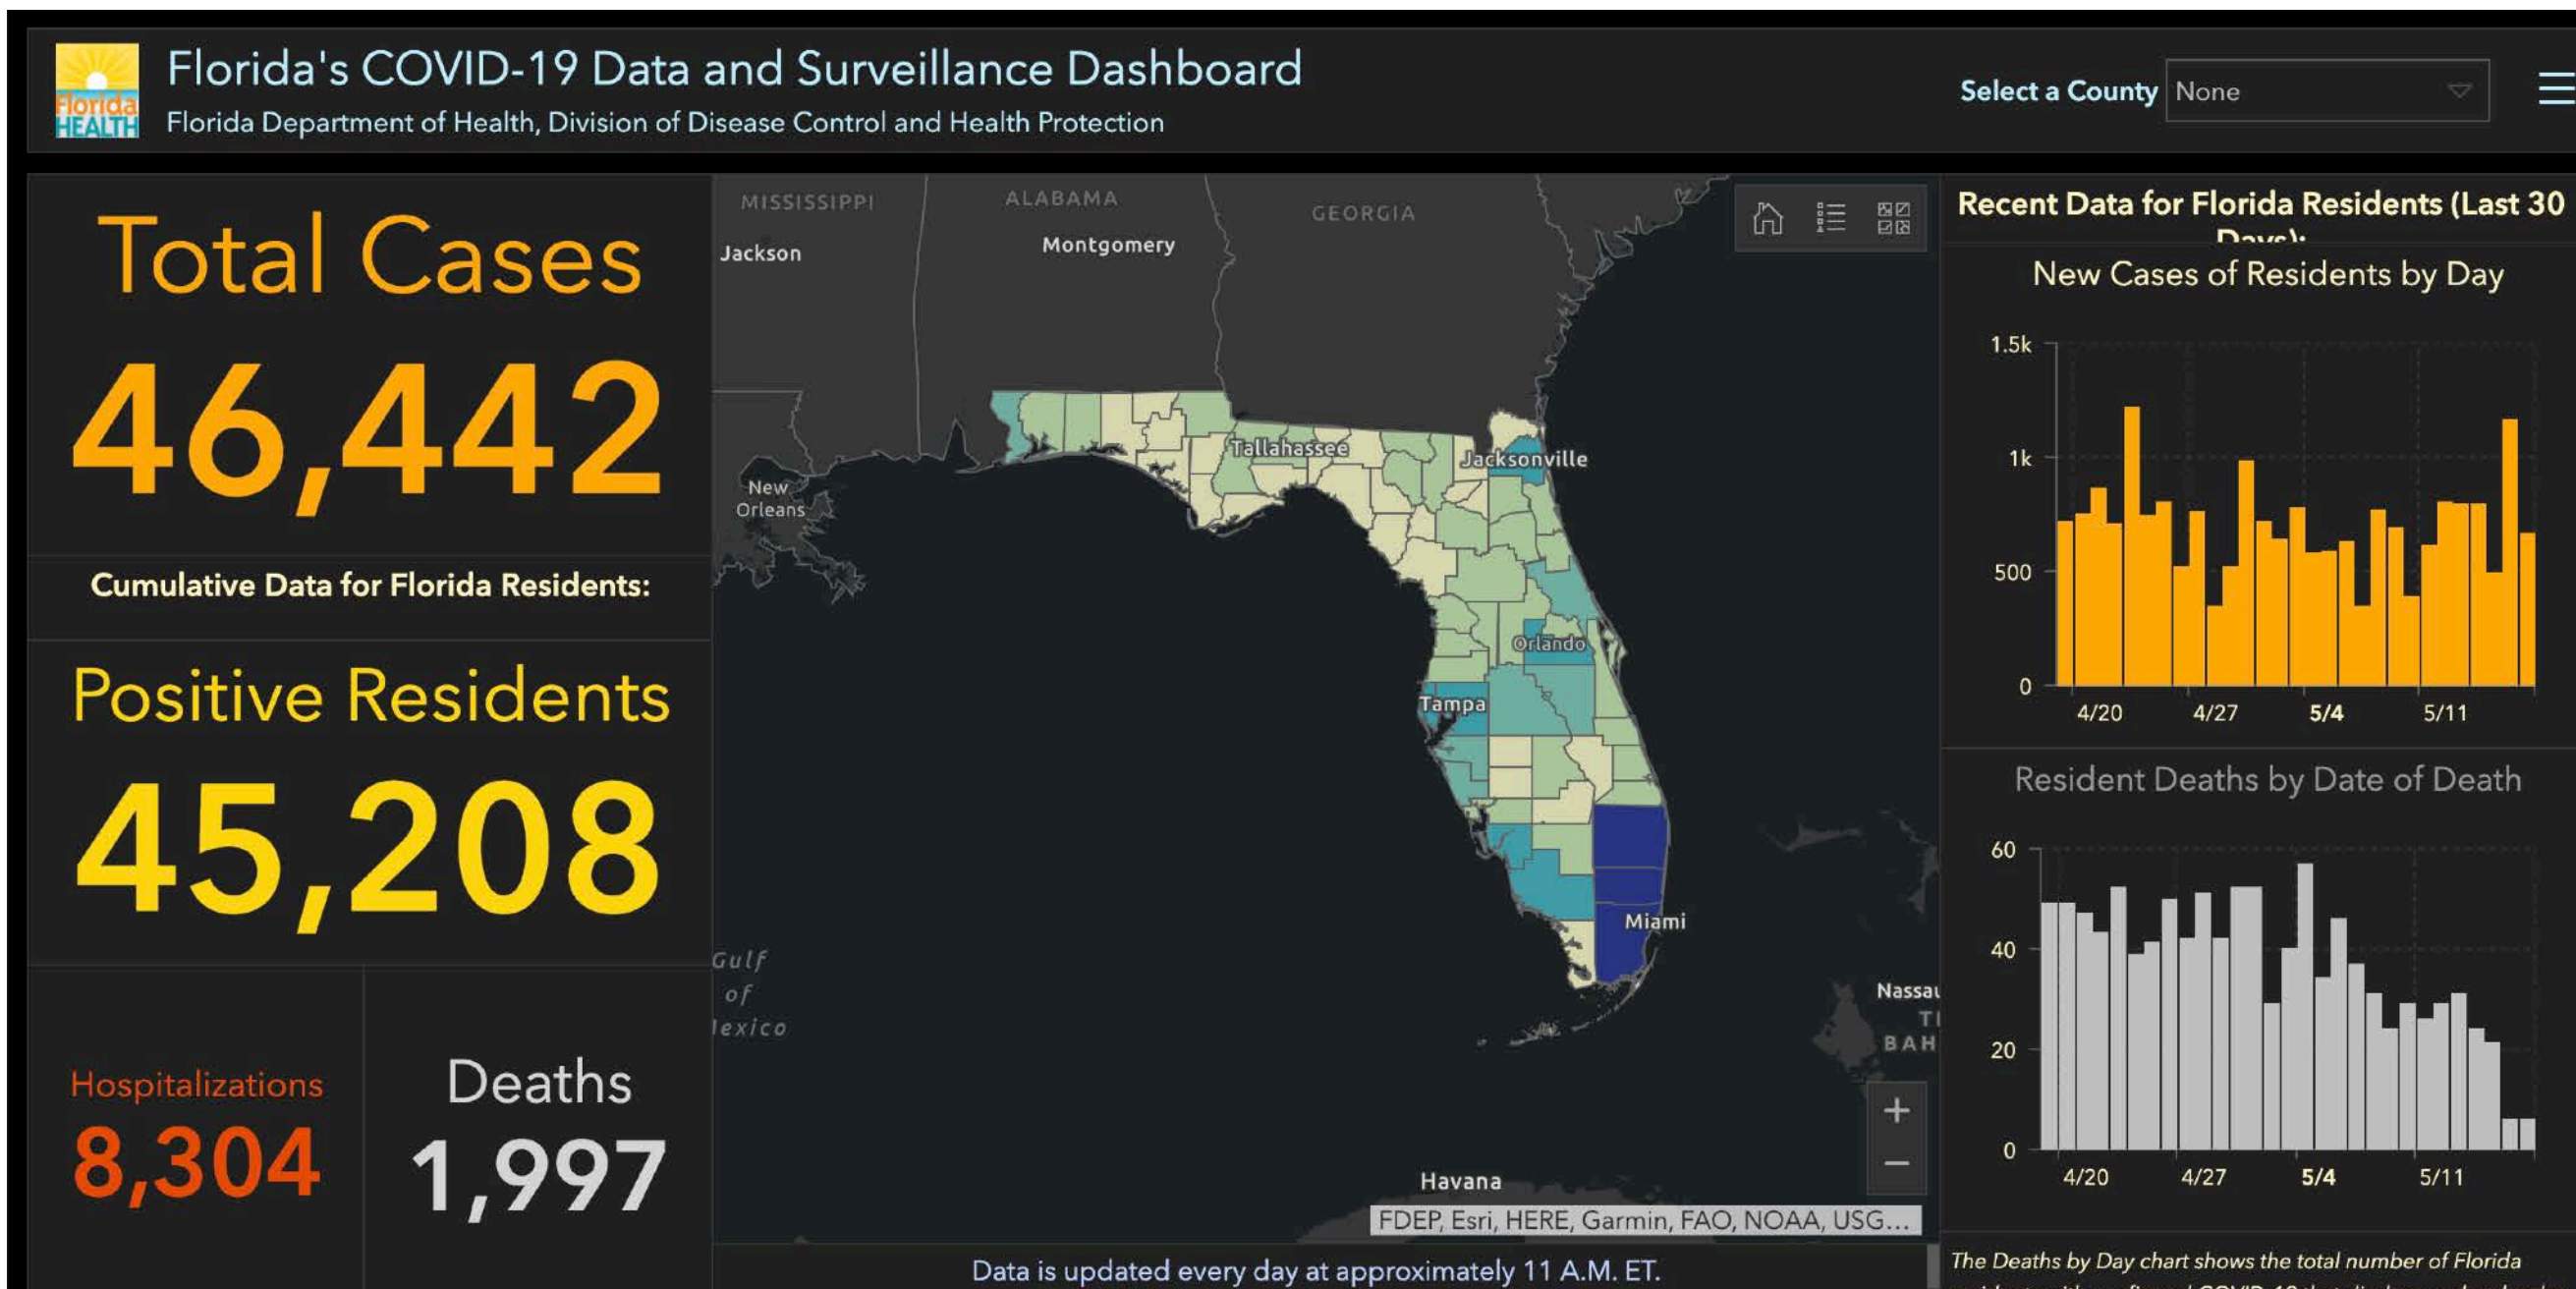 Florida's COVID-19 Data and Surveillance Dashboard
Florida HEALTH
Florida Department of Health, Division of Disease Control and Health Protection
Select a County
None
Total Cases
46,442
Cumulative Data for Florida Residents:
Positive Residents
45,208
Hospitalizations
8,304
Deaths
1,997
MISSISSIPPI
ALABAMA
GEORGIA
Jackson
Montgomery
Tallahassee
Jacksonville
New
Orleans
Orlando
Tampa
Miami
Gulf
of
Nassau
BAH
Havana
+
−
FDEP, Esri, HERE, Garmin, FAO, NOAA, USG...
Data is updated every day at approximately 11 A.M. ET.
Recent Data for Florida Residents (Last 30
Days):
New Cases of Residents by Day
1.5k
1k
500
0
4/20 4/27 5/4 5/11
Resident Deaths by Date of Death
60
40
20
0
4/20 4/27 5/4 5/11
The Deaths by Day chart shows the total number of Florida